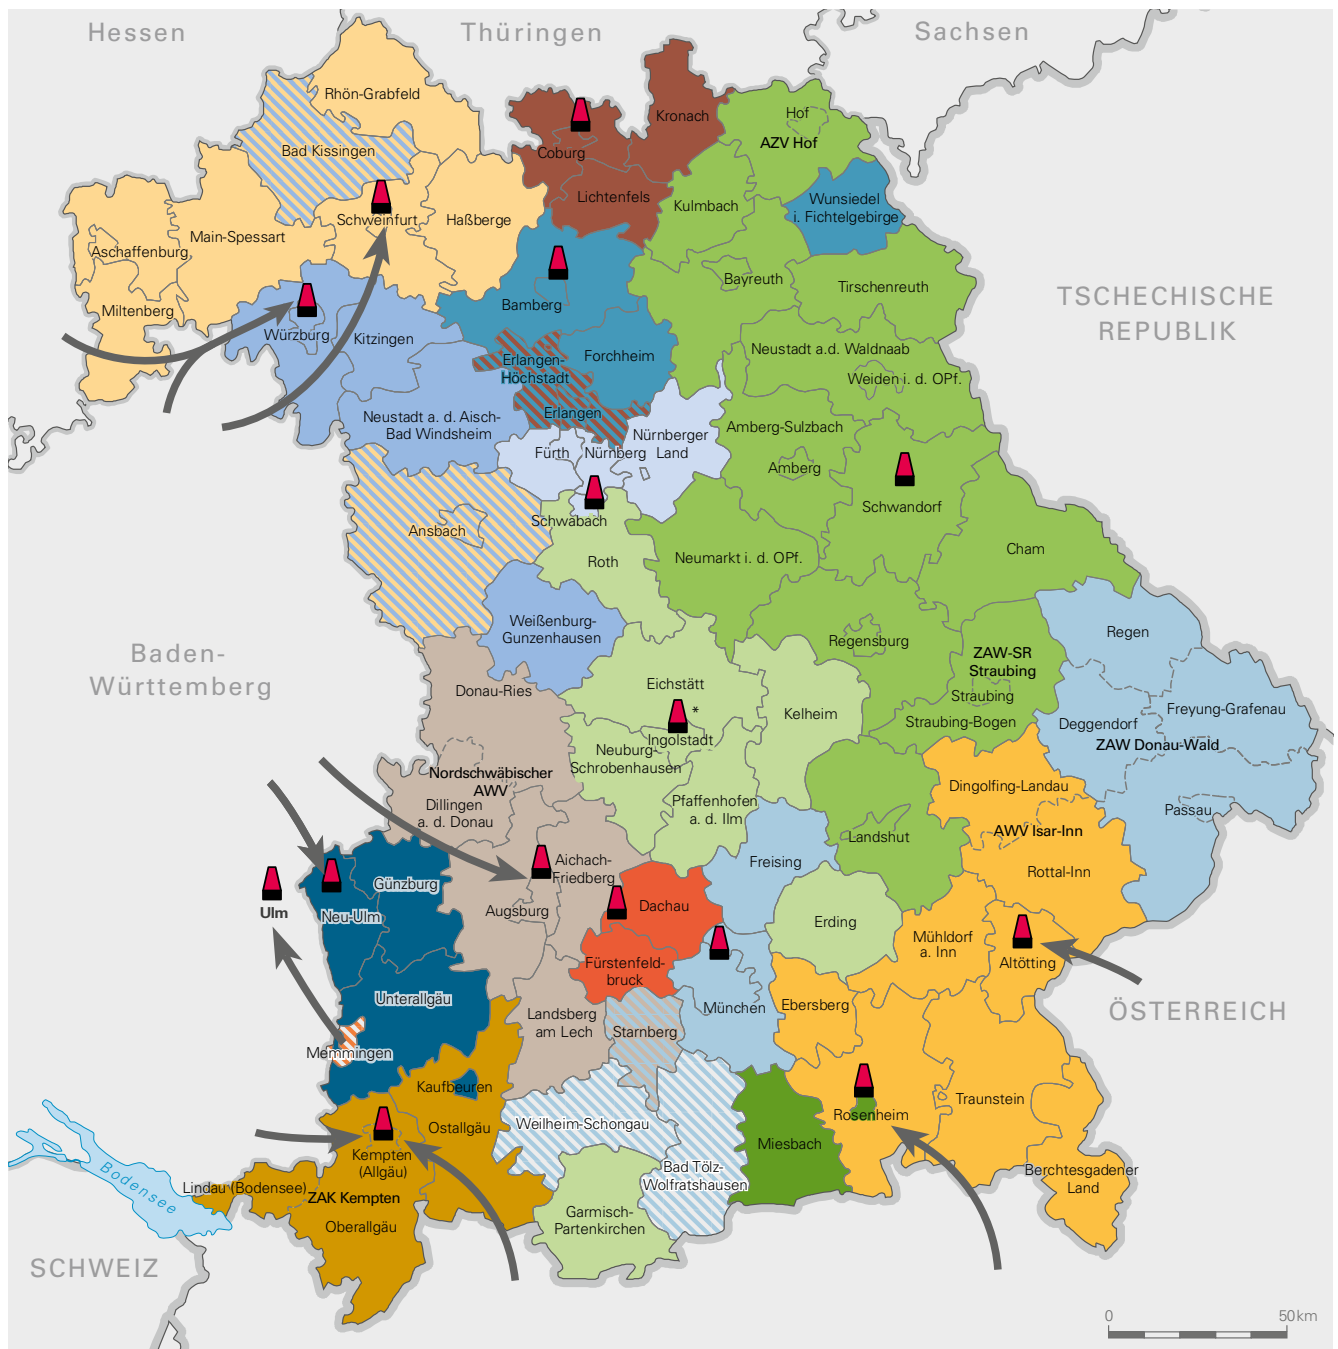 Hessen
Thüringen
Sachsen
Rhön-Grabfeld
Kronach
Hof
AZV Hof
Coburg
Bad Kissingen
Lichtenfels
Kulmbach
Wunsiedel
i. Fichtelgebirge
Schweinfurt
Haßberge
Main-Spessart
Aschaffenburg
Bayreuth
Tirschenreuth
TSCHECHISCHE
REPUBLIK
Miltenberg
Bamberg
Würzburg
Kitzingen
Erlangen-
Höchstadt
Forchheim
Neustadt a.d. Waldnaab
Weiden i. d. OPf.
Neustadt a. d. Aisch-
Bad Windsheim
Erlangen
Amberg-Sulzbach
Fürth
Nürnberg
Nürnberger
Land
Amberg
Schwandorf
Ansbach
Schwabach
Roth
Neumarkt i. d. OPf.
Cham
Weißenburg-
Gunzenhausen
Regensburg
Regen
ZAW-SR
Straubing
Baden-
Württemberg
Donau-Ries
Eichstätt
*
Ingolstadt
Kelheim
Straubing
Straubing-Bogen
Freyung-Grafenau
Deggendorf
ZAW Donau-Wald
Neuburg-
Schrobenhausen
Nordschwäbischer
AWV
Dillingen
a. d. Donau
Pfaffenhofen
a. d. Ilm
Dingolfing-Landau
Passau
Landshut
AWV Isar-Inn
Rottal-Inn
Günzburg
Aichach-
Friedberg
Freising
Ulm
Neu-Ulm
Augsburg
Dachau
Erding
Mühldorf
a. Inn
Altötting
Fürstenfeld-
bruck
Unterallgäu
Landsberg
am Lech
Starnberg
München
Ebersberg
ÖSTERREICH
Memmingen
Kaufbeuren
Ostallgäu
Weilheim-Schongau
Miesbach
Rosenheim
Traunstein
Kempten
(Allgäu)
Bad Tölz-
Wolfratshausen
Berchtesgadener
Land
Bodensee
Lindau (Bodensee)
ZAK Kempten
Oberallgäu
Garmisch-
Partenkirchen
SCHWEIZ
0
50 km